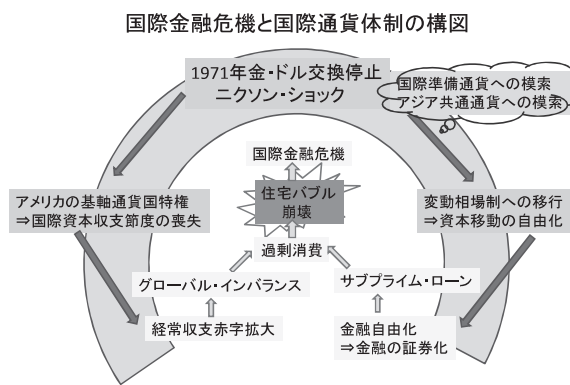 国際金融危機と国際通貨体制の構図
1971年金・ドル交換停止
ニクソン・ショック
国際準備通貨への模索
アジア共通通貨への模索
国際金融危機
住宅バブル
崩壊
アメリカの基軸通貨国特権
⇒国際資本収支節度の喪失
変動相場制への移行
⇒資本移動の自由化
過剰消費
グローバル・インバランス
サブプライム・ローン
経常収支赤字拡大
金融自由化
⇒金融の証券化